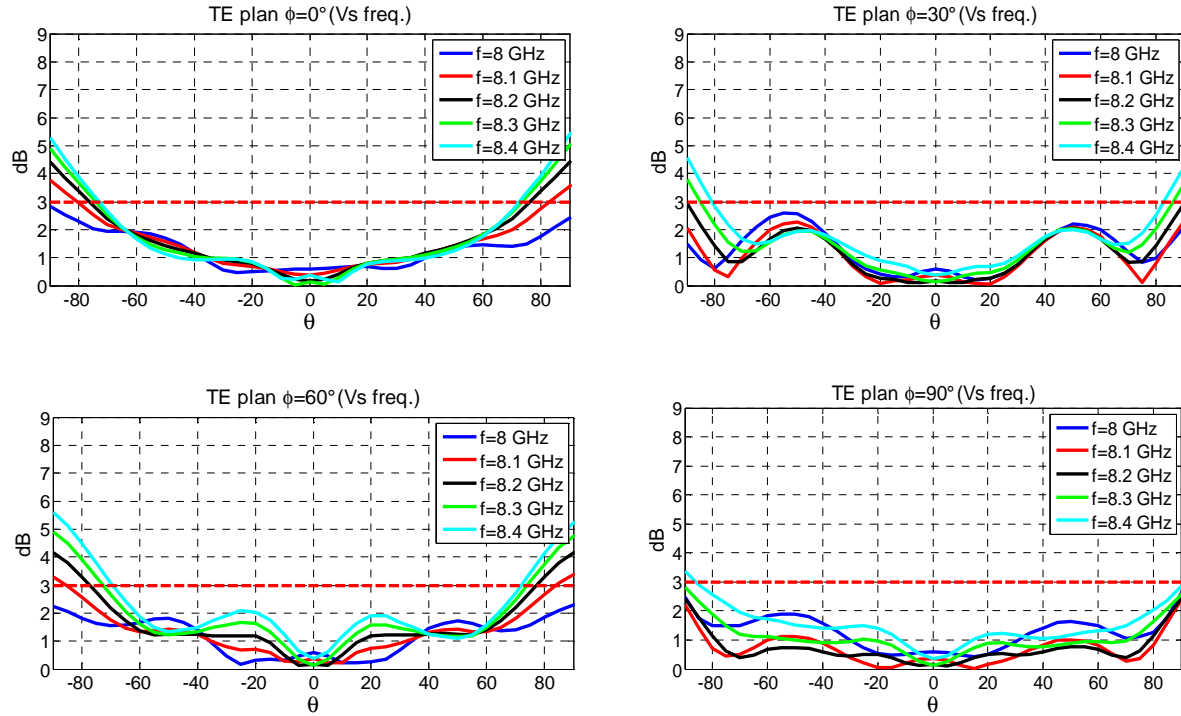 TE plan ϕ=0°(Vs freq.)
9
8
7
6
5
4
3
2
1
0
dB
f=8 GHz
f=8.1 GHz
f=8.2 GHz
f=8.3 GHz
f=8.4 GHz
-80 -60 -40 -20 0 20 40 60 80
θ
TE plan ϕ=30°(Vs freq.)
9
8
7
6
5
4
3
2
1
0
dB
f=8 GHz
f=8.1 GHz
f=8.2 GHz
f=8.3 GHz
f=8.4 GHz
-80 -60 -40 -20 0 20 40 60 80
θ
TE plan ϕ=60°(Vs freq.)
9
8
7
6
5
4
3
2
1
0
dB
f=8 GHz
f=8.1 GHz
f=8.2 GHz
f=8.3 GHz
f=8.4 GHz
-80 -60 -40 -20 0 20 40 60 80
θ
TE plan ϕ=90°(Vs freq.)
9
8
7
6
5
4
3
2
1
0
dB
f=8 GHz
f=8.1 GHz
f=8.2 GHz
f=8.3 GHz
f=8.4 GHz
-80 -60 -40 -20 0 20 40 60 80
θ